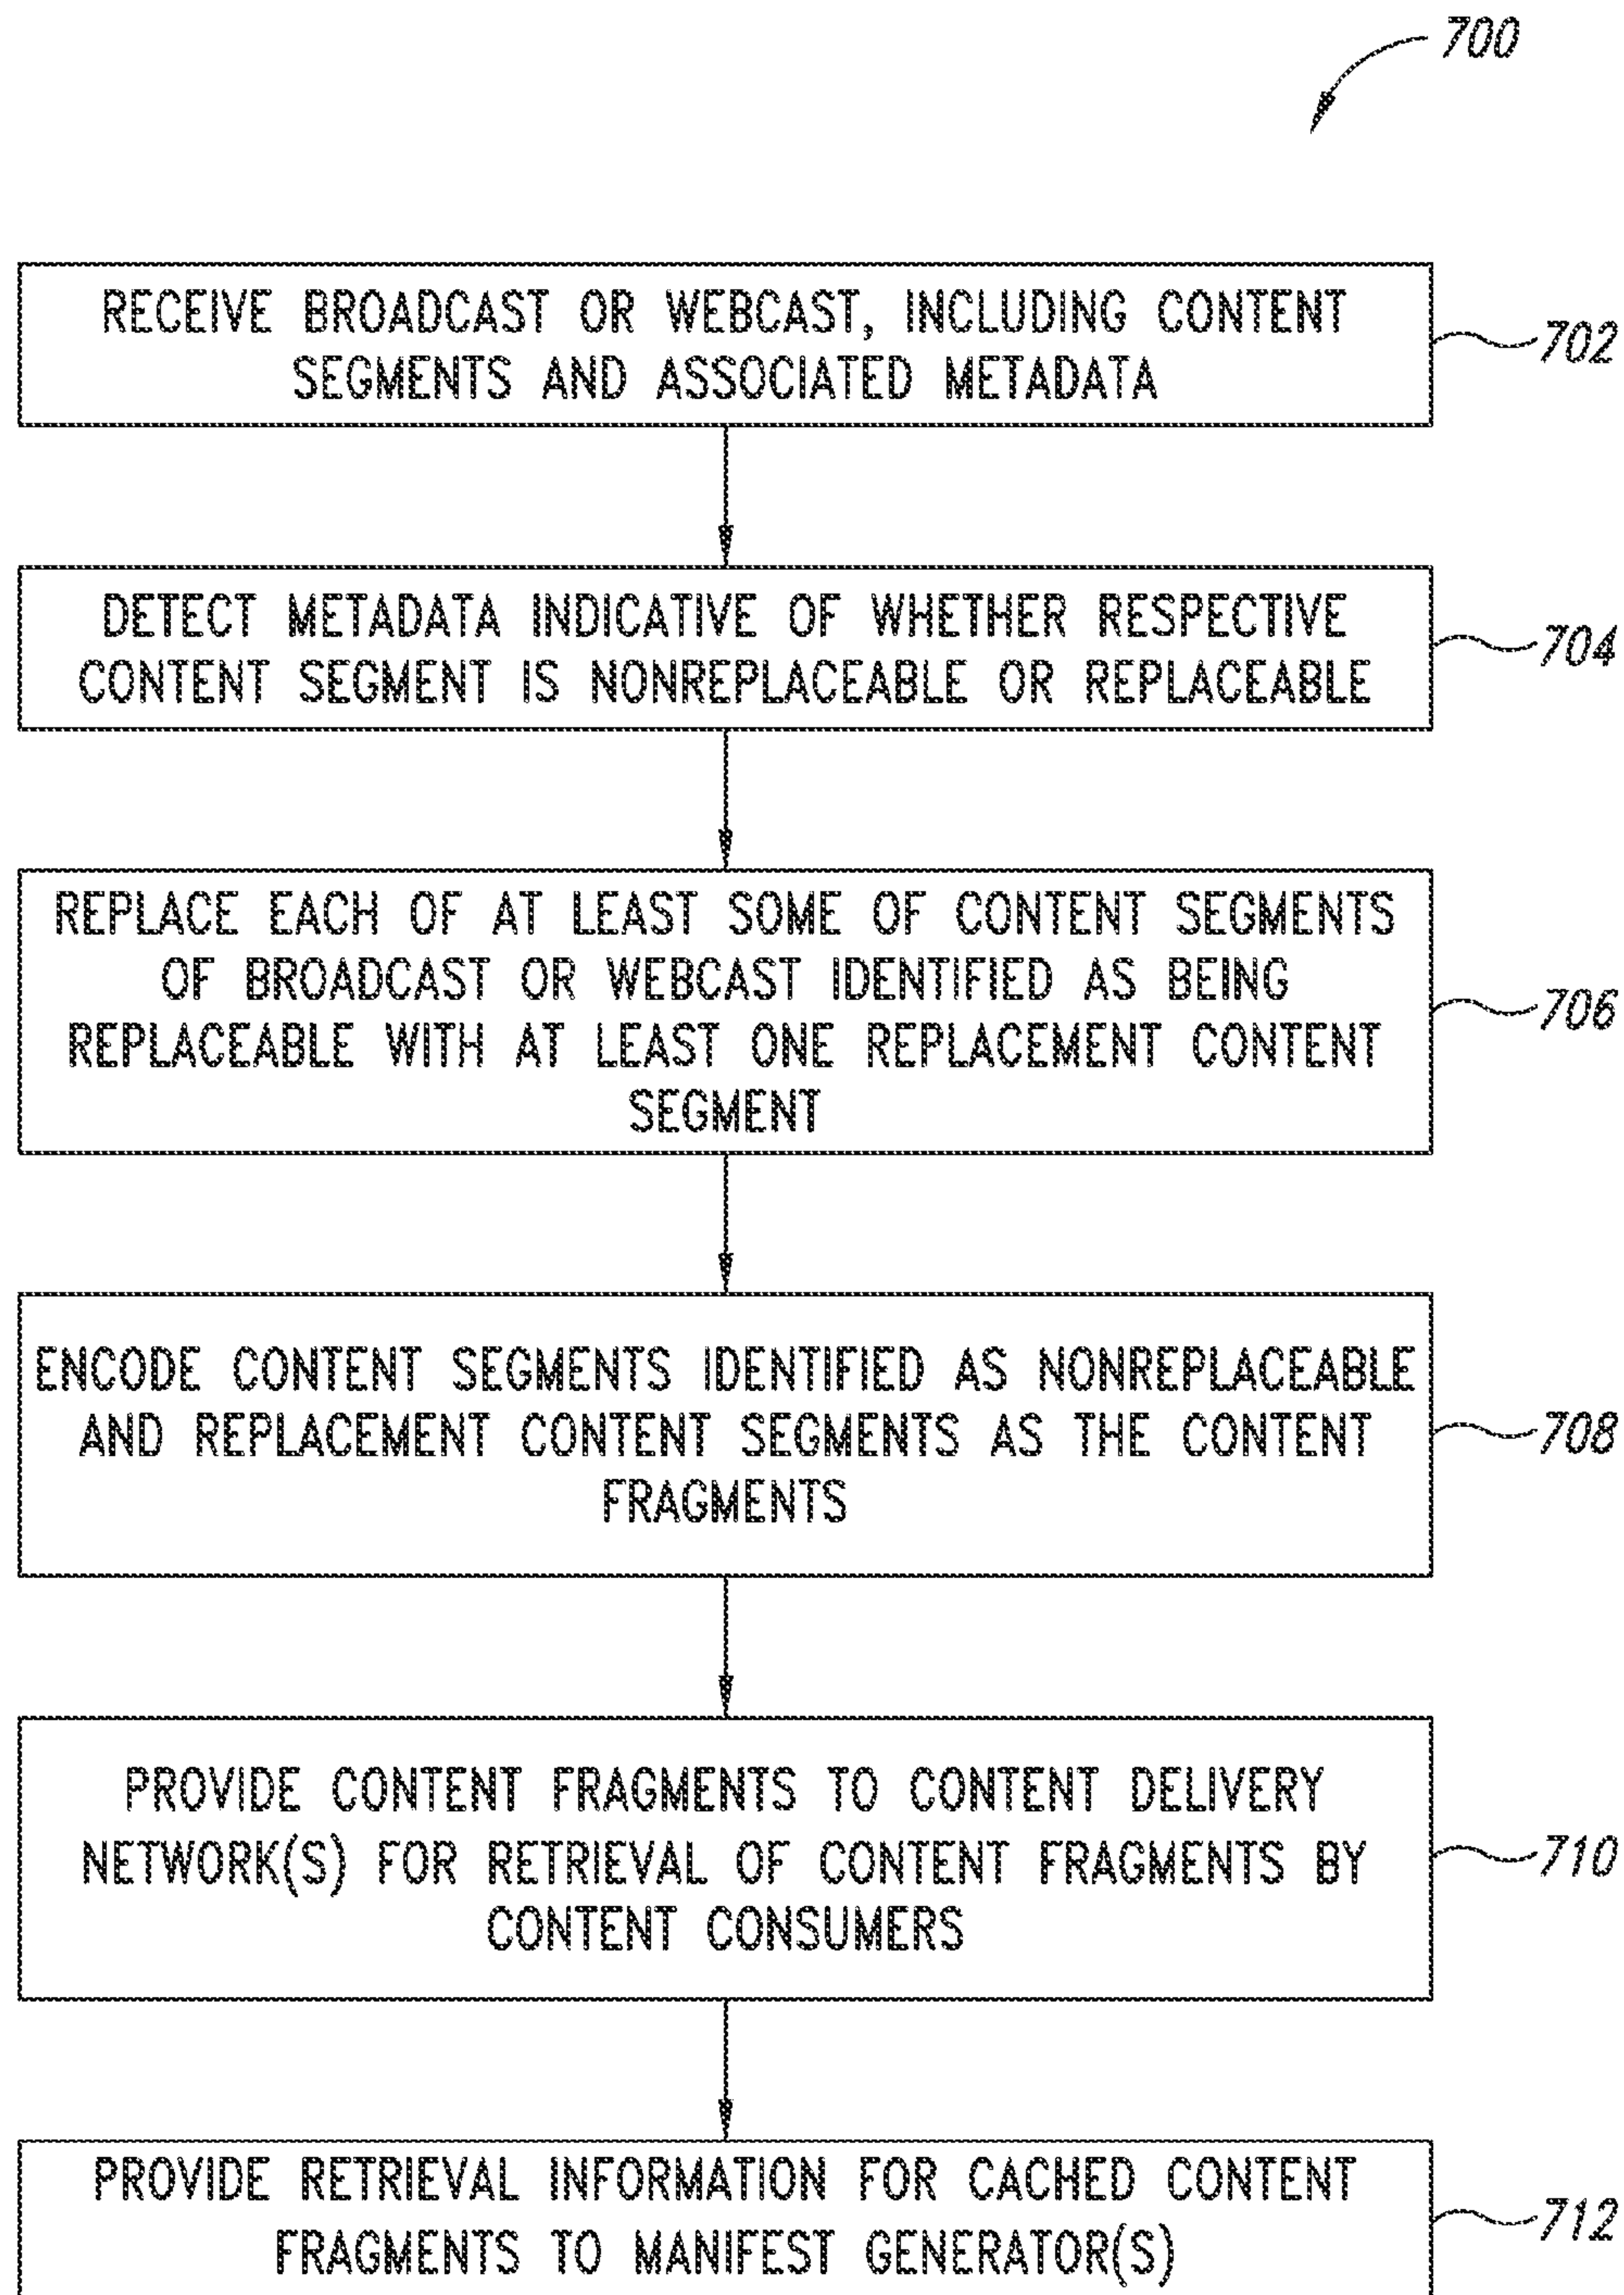 700
RECEIVE BROADCAST OR WEBCAST, INCLUDING CONTENT
SEGMENTS AND ASSOCIATED METADATA
702
DETECT METADATA INDICATIVE OF WHETHER RESPECTIVE
CONTENT SEGMENT IS NONREPLACEABLE OR REPLACEABLE
704
REPLACE EACH OF AT LEAST SOME OF CONTENT SEGMENTS
OF BROADCAST OR WEBCAST IDENTIFIED AS BEING
REPLACEABLE WITH AT LEAST ONE REPLACEMENT CONTENT
SEGMENT
706
ENCODE CONTENT SEGMENTS IDENTIFIED AS NONREPLACEABLE
AND REPLACEMENT CONTENT SEGMENTS AS THE CONTENT
FRAGMENTS
708
PROVIDE CONTENT FRAGMENTS TO CONTENT DELIVERY
NETWORK(S) FOR RETRIEVAL OF CONTENT FRAGMENTS BY
CONTENT CONSUMERS
710
PROVIDE RETRIEVAL INFORMATION FOR CACHED CONTENT
FRAGMENTS TO MANIFEST GENERATOR(S)
712